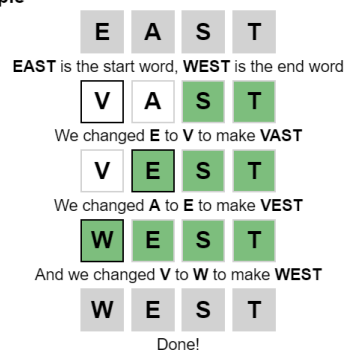 ple
E A S T
EAST is the start word, WEST is the end word
V A S T
We changed E to V to make VAST
V E S T
We changed A to E to make VEST
W E S T
And we changed V to W to make WEST
W E S T
Done!